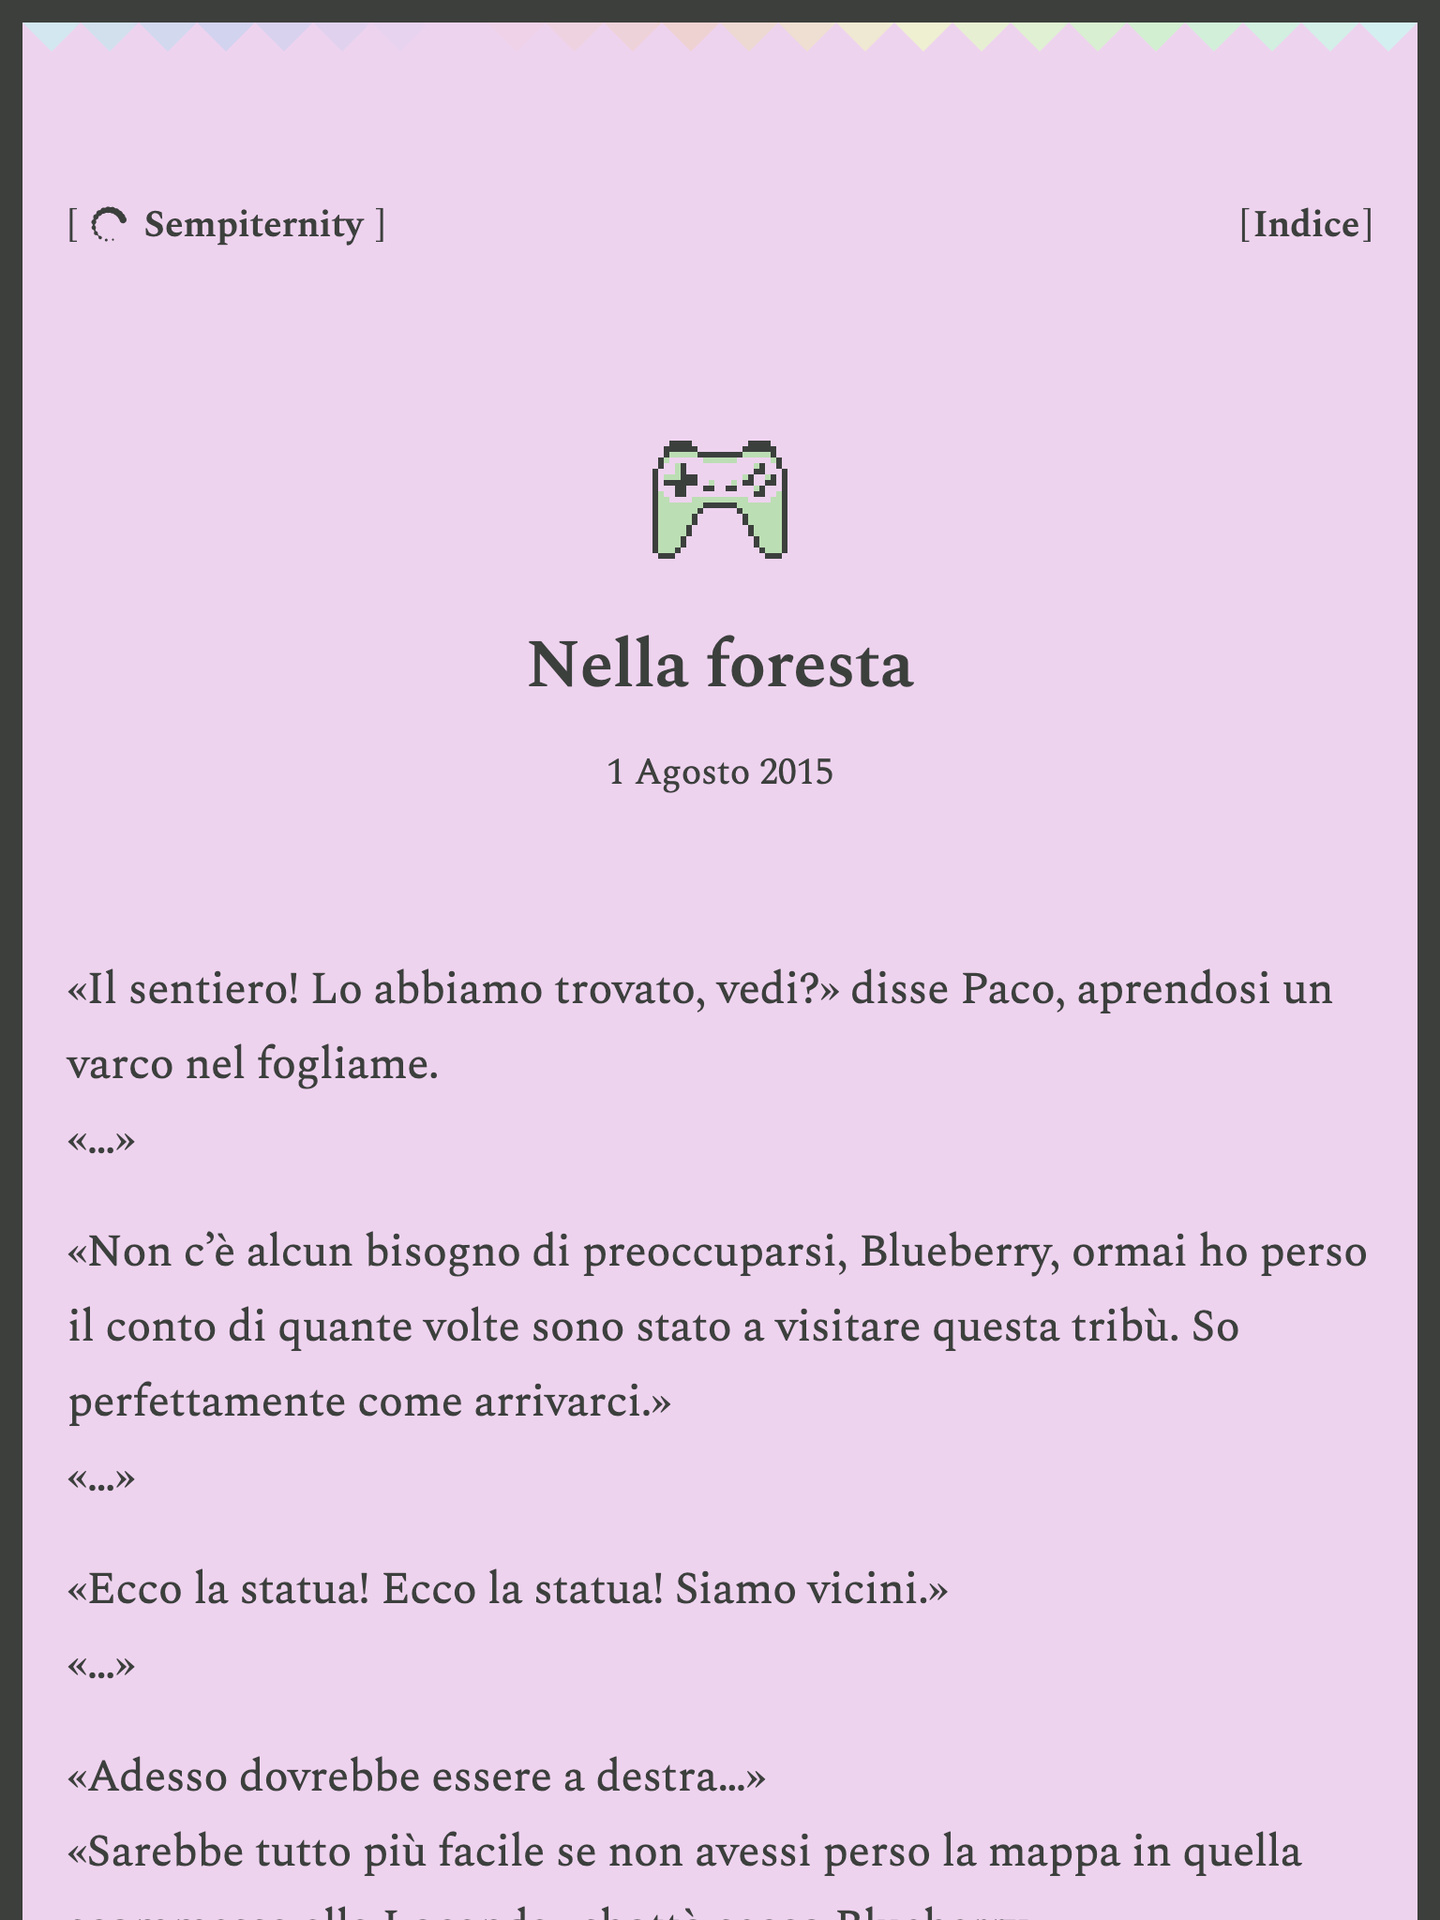 [ Sempiternity ]
[Indice]
Nella foresta
1 Agosto 2015
«Il sentiero! Lo abbiamo trovato, vedi?» disse Paco, aprendosi un
varco nel fogliame.
«…»
«Non c’è alcun bisogno di preoccuparsi, Blueberry, ormai ho perso
il conto di quante volte sono stato a visitare questa tribù. So
perfettamente come arrivarci.»
«…»
«Ecco la statua! Ecco la statua! Siamo vicini.»
«…»
«Adesso dovrebbe essere a destra…»
«Sarebbe tutto più facile se non avessi perso la mappa in quella